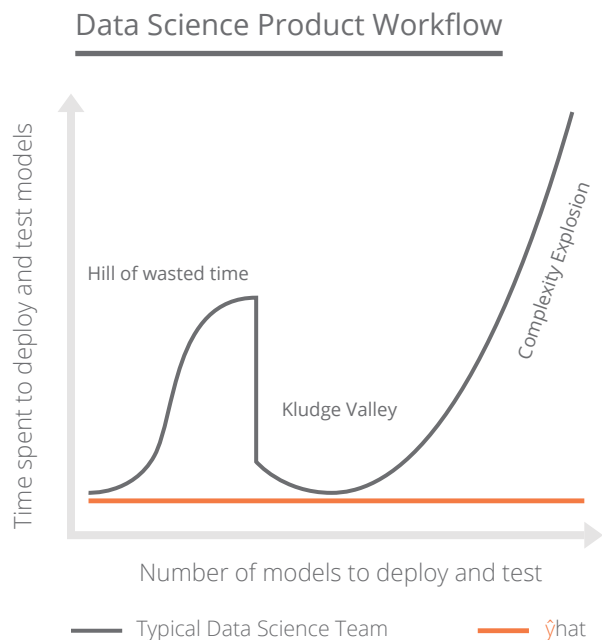 Data Science Product Workflow
Time spent to deploy and test models
Hill of wasted time
Kludge Valley
Complexity Explosion
Number of models to deploy and test
Typical Data Science Team
ŷhat